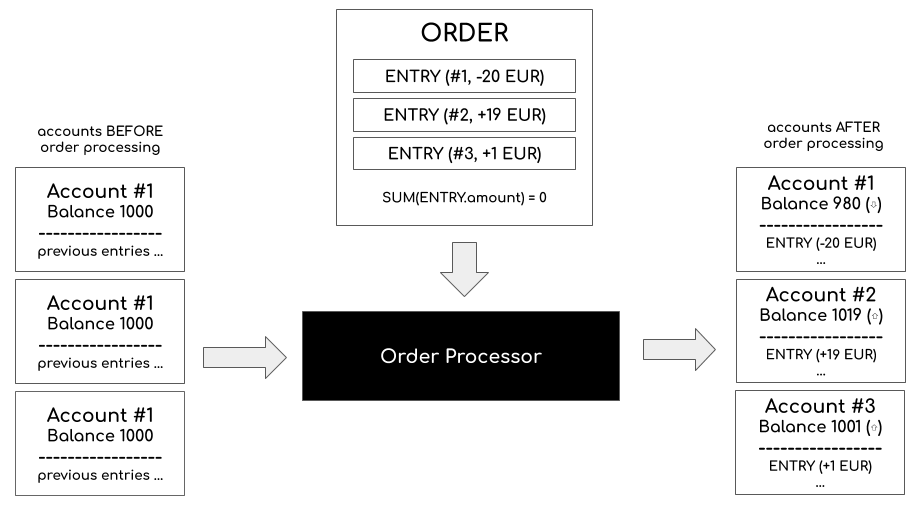 ORDER
ENTRY (#1, -20 EUR)
ENTRY (#2, +19 EUR)
ENTRY (#3, +1 EUR)
SUM(ENTRY.amount) = 0
accounts BEFORE
order processing
Account #1
Balance 1000
-----------------
previous entries ...
Account #1
Balance 1000
-----------------
previous entries ...
Account #1
Balance 1000
-----------------
previous entries ...
Order Processor
accounts AFTER
order processing
Account #1
Balance 980 (⇩)
-----------------
ENTRY (-20 EUR)
...
Account #2
Balance 1019 (⇧)
-----------------
ENTRY (+19 EUR)
...
Account #3
Balance 1001 (⇧)
-----------------
ENTRY (+1 EUR)
...